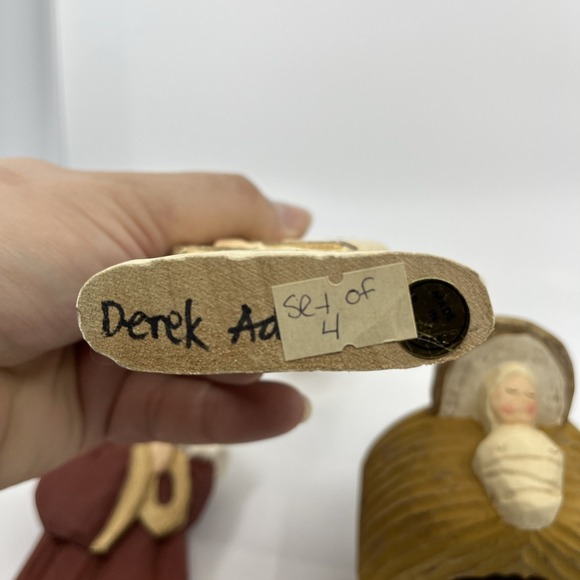 Derek Ad
set of
4